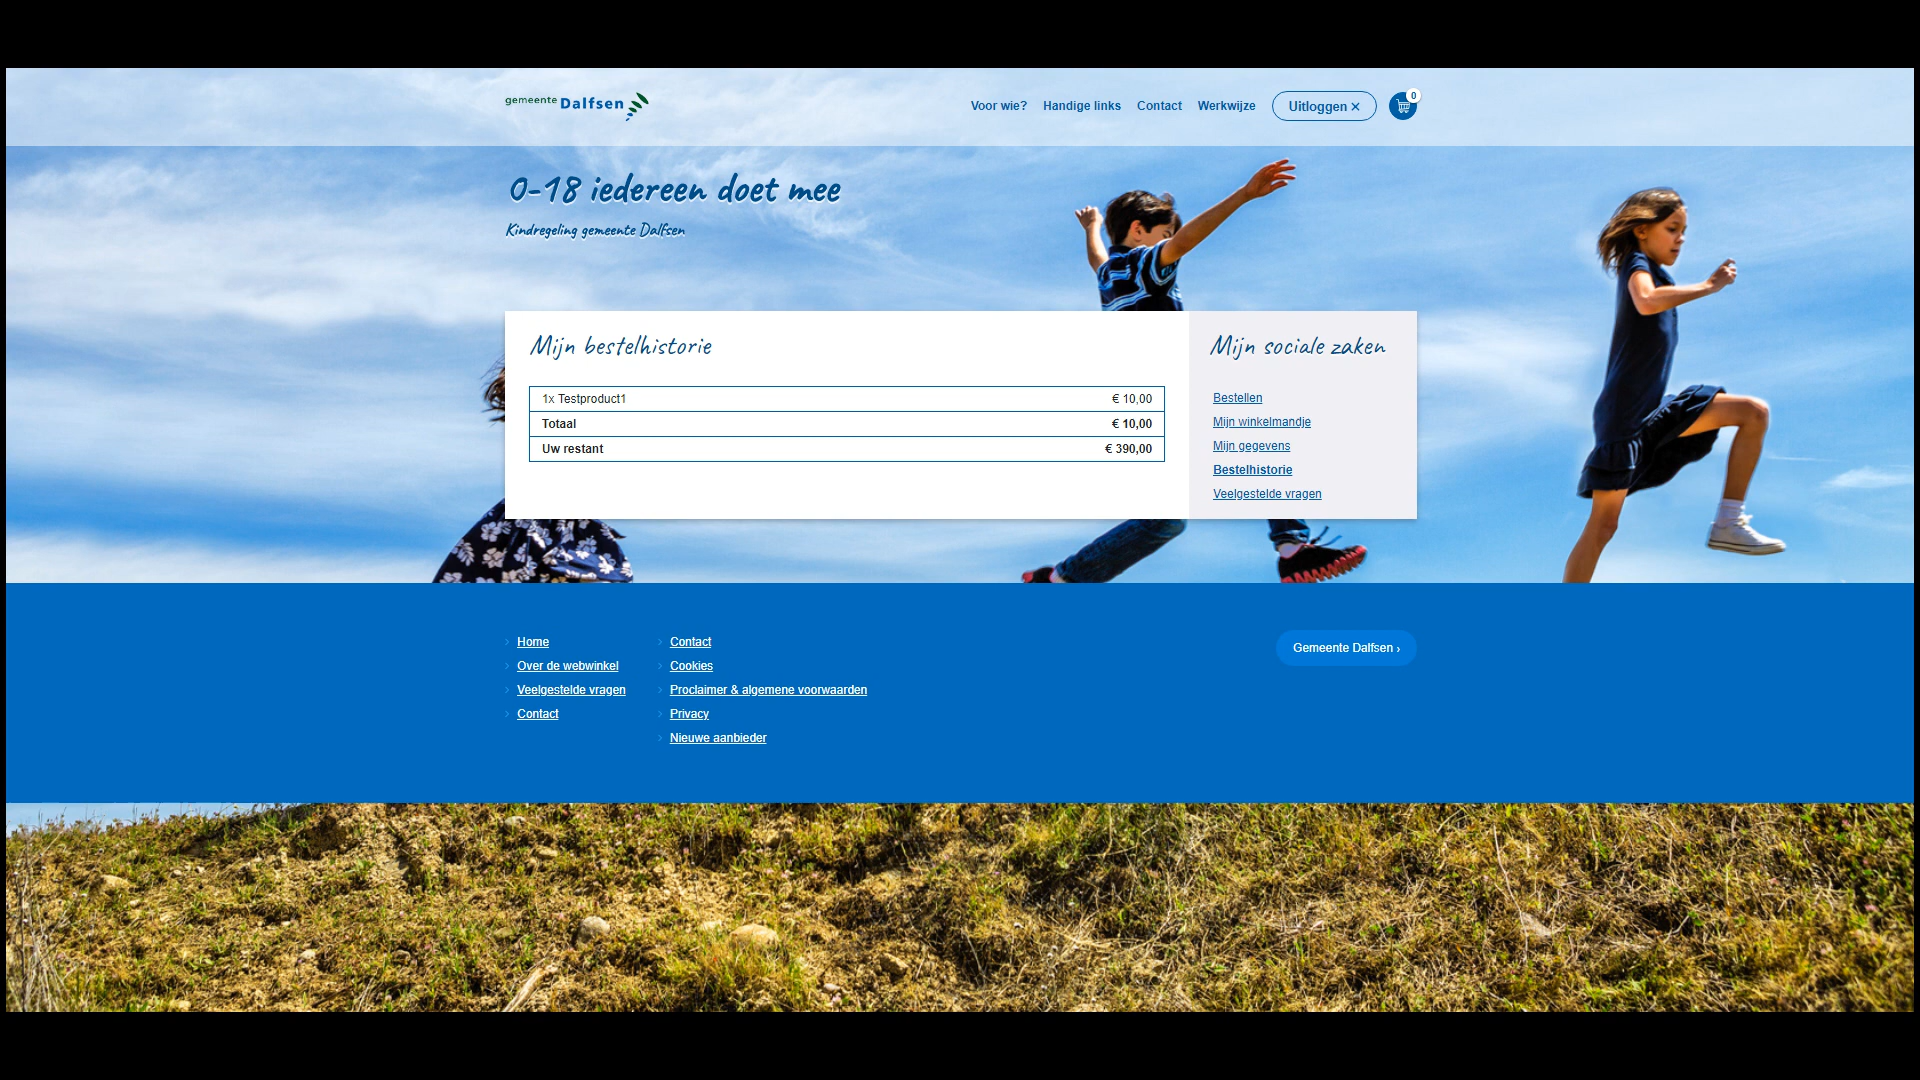 gemeente Dalfsen
Voor wie? Handige links Contact Werkwijze Uitloggen × 0
0-18 iedereen doet mee
Kindregeling gemeente Dalfsen
Mijn bestelhistorie
1x Testproduct1 € 10,00
Totaal € 10,00
Uw restant € 390,00
Mijn sociale zaken
Bestellen
Mijn winkelmandje
Mijn gegevens
Bestelhistorie
Veelgestelde vragen
Home
Over de webwinkel
Veelgestelde vragen
Contact
Contact
Cookies
Proclaimer & algemene voorwaarden
Privacy
Nieuwe aanbieder
Gemeente Dalfsen ›